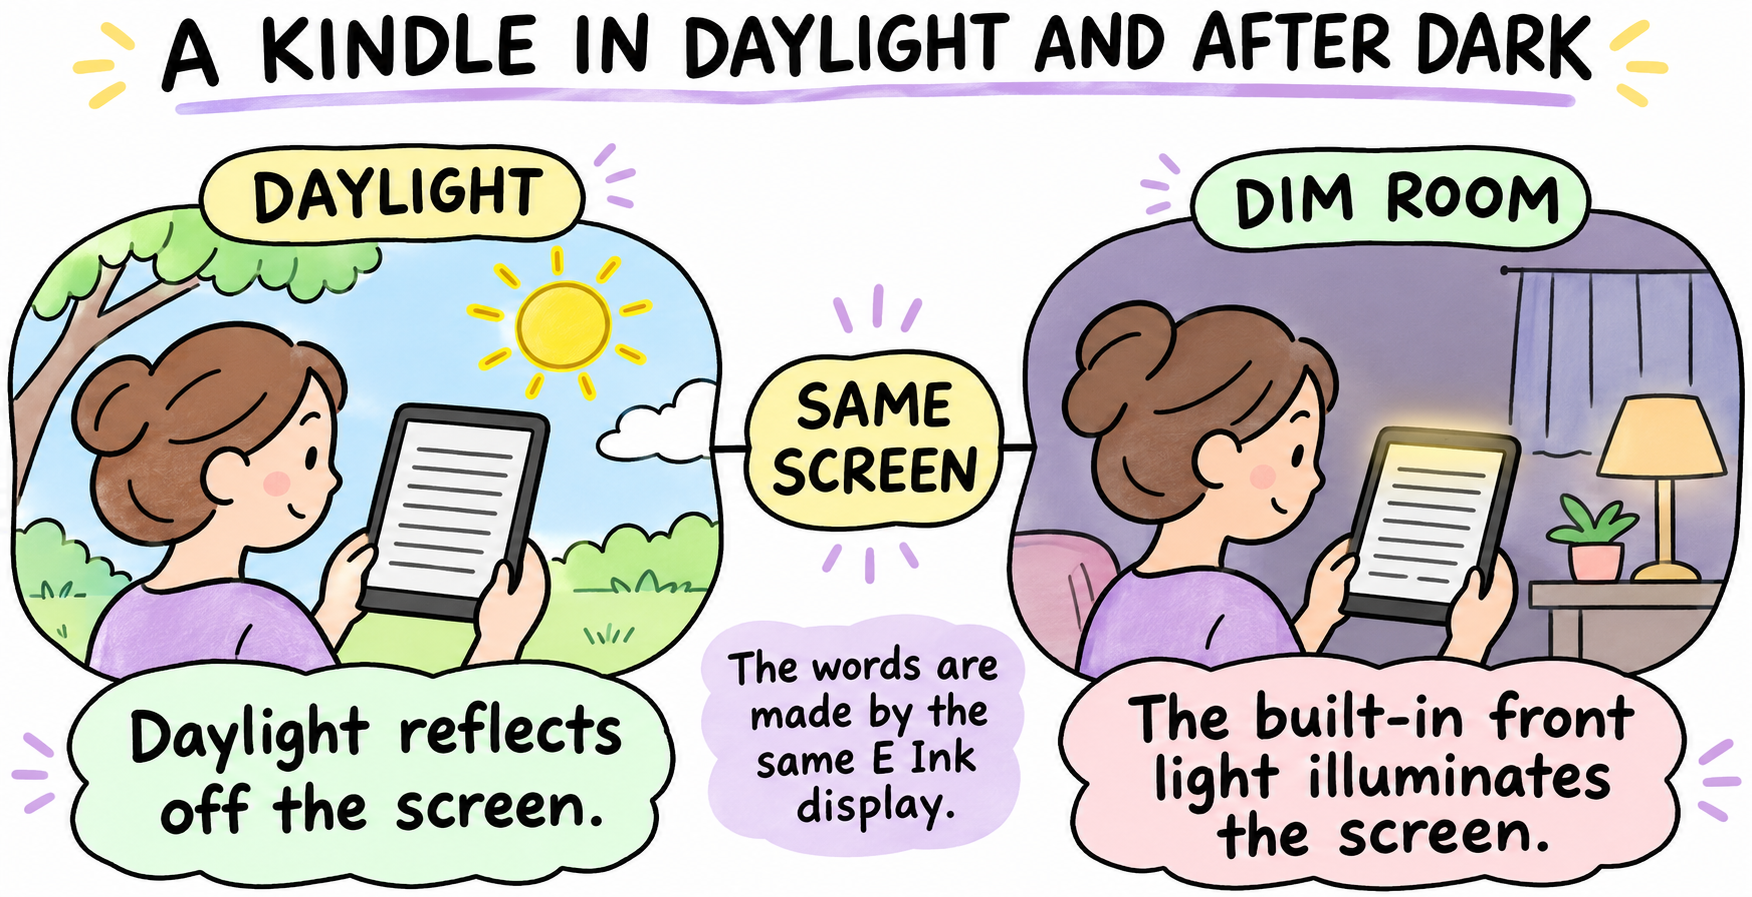 A KINDLE IN DAYLIGHT AND AFTER DARK
DAYLIGHT
Daylight reflects
off the screen.
SAME
SCREEN
The words are
made by the
same E Ink
display.
DIM ROOM
The built-in front
light illuminates
the screen.